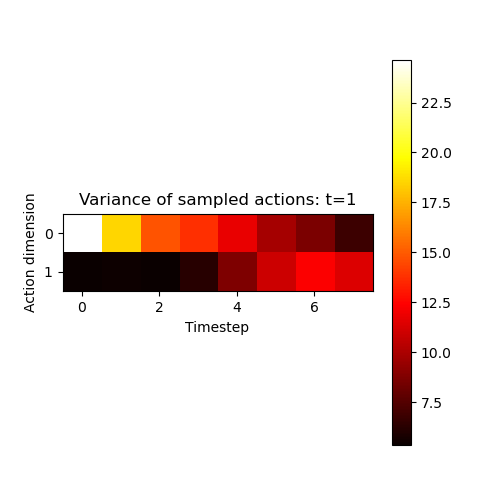 Variance of sampled actions: t=1
Action dimension
0
1
0 2 4 6
Timestep
22.5
20.0
17.5
15.0
12.5
10.0
7.5